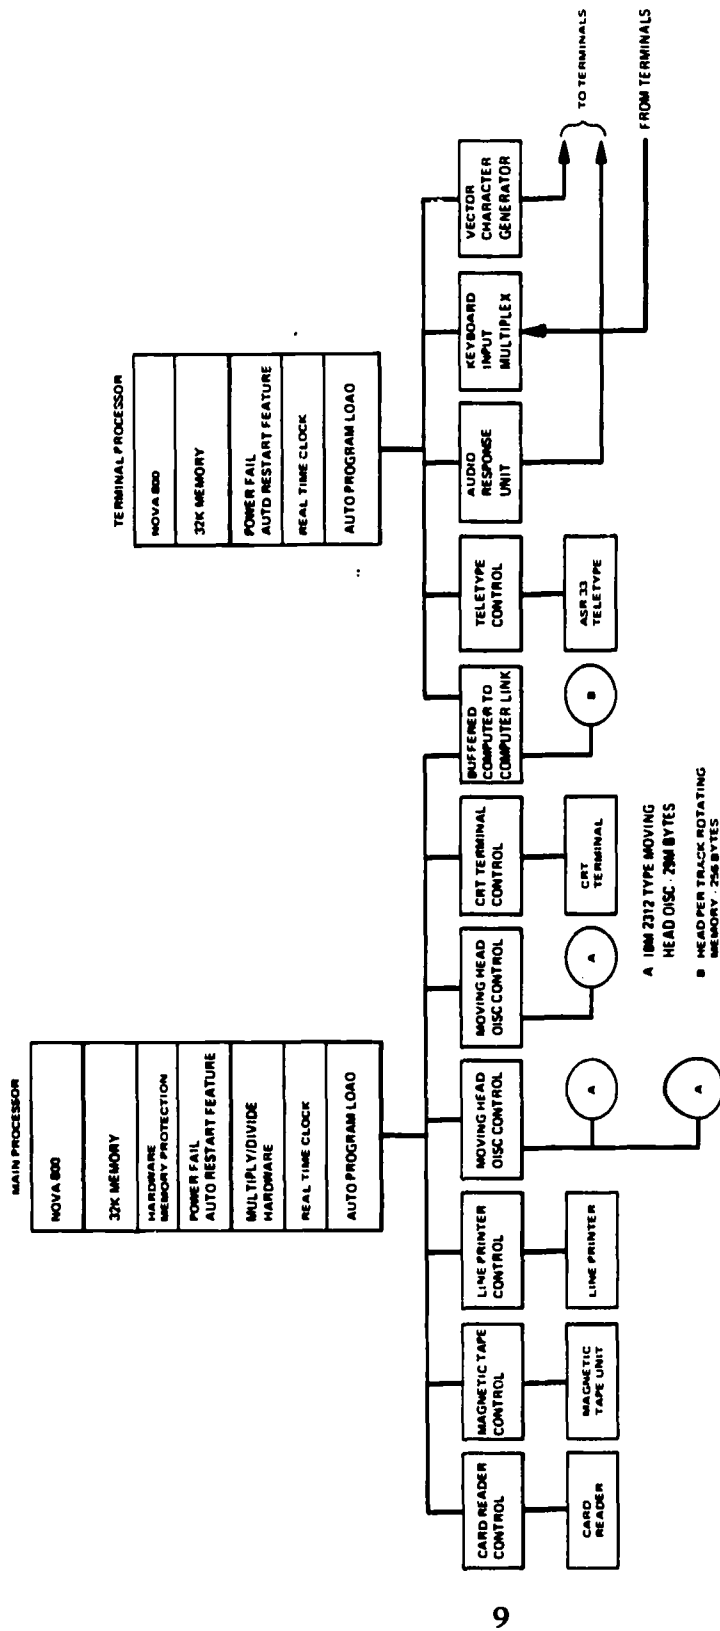 MAIN PROCESSOR
NOVA 800
32K MEMORY
HARDWARE
MEMORY PROTECTION
POWER FAIL
AUTO RESTART FEATURE
MULTIPLY/DIVIDE
HARDWARE
REAL TIME CLOCK
AUTO PROGRAM LOAD
TERMINAL PROCESSOR
NOVA 800
32K MEMORY
POWER FAIL
AUTO RESTART FEATURE
REAL TIME CLOCK
AUTO PROGRAM LOAD
CARD READER
CONTROL
MAGNETIC TAPE
CONTROL
LINE PRINTER
CONTROL
MOVING HEAD
DISC CONTROL
MOVING HEAD
DISC CONTROL
CRT TERMINAL
CONTROL
BUFFERED
COMPUTER TO
COMPUTER LINK
TELETYPE
CONTROL
AUDIO
RESPONSE
UNIT
KEYBOARD
INPUT
MULTIPLEX
VECTOR
CHARACTER
GENERATOR
CARD
READER
MAGNETIC
TAPE UNIT
LINE PRINTER
A
A
A
CRT
TERMINAL
B
ASR 33
TELETYPE
TO TERMINALS
FROM TERMINALS
A IBM 2312 TYPE MOVING
HEAD DISC - 29M BYTES
B HEAD PER TRACK ROTATING
MEMORY - 256 BYTES
9